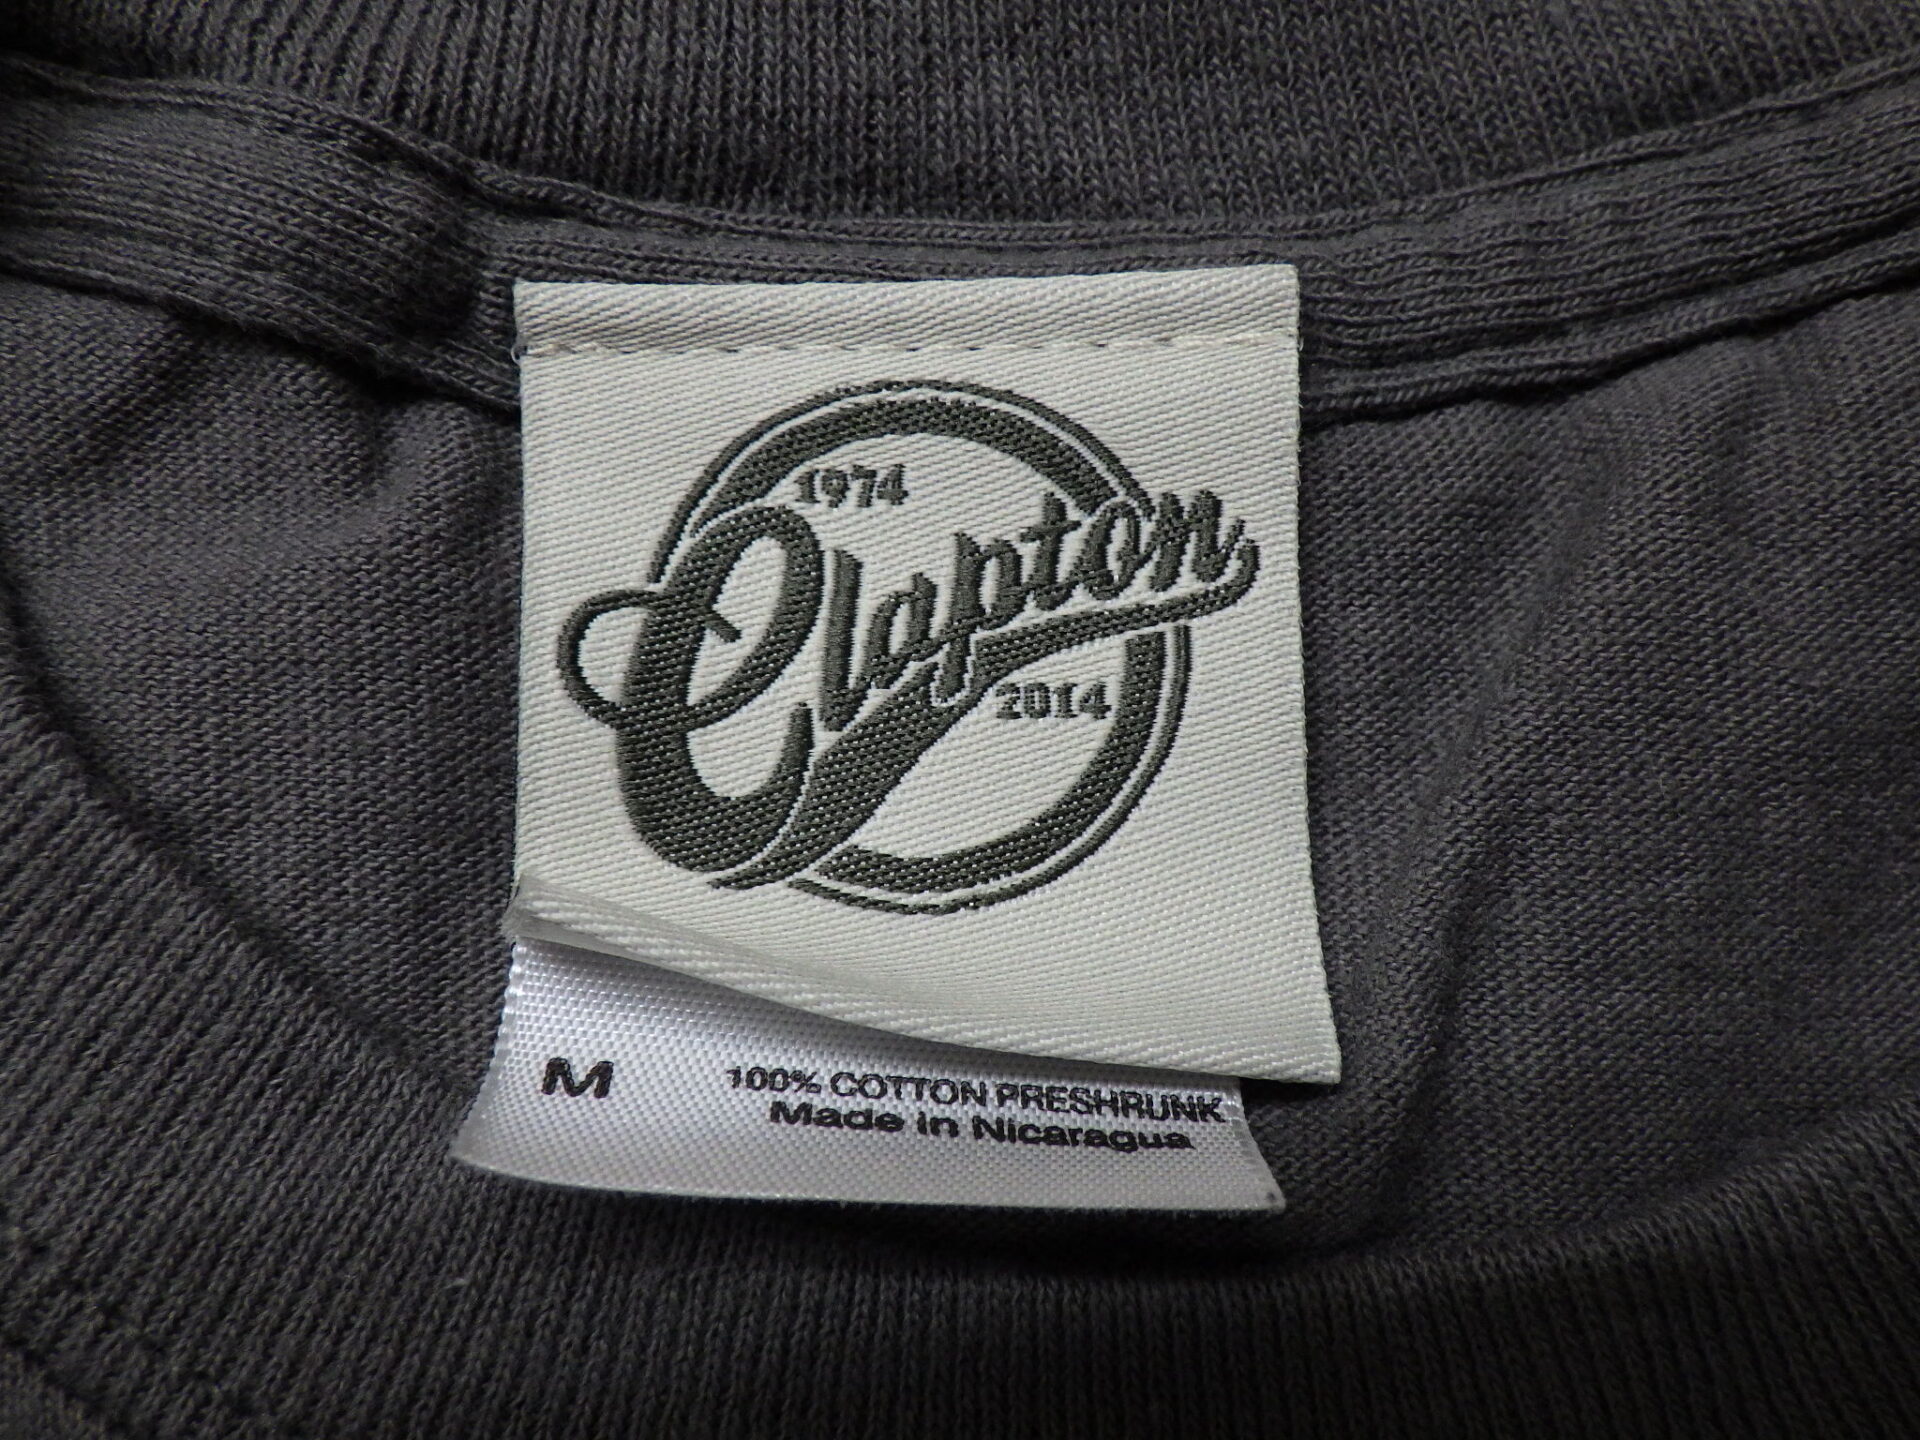 1974
Clapton
2014
M
100% COTTON PRESHRUNK
Made in Nicaragua